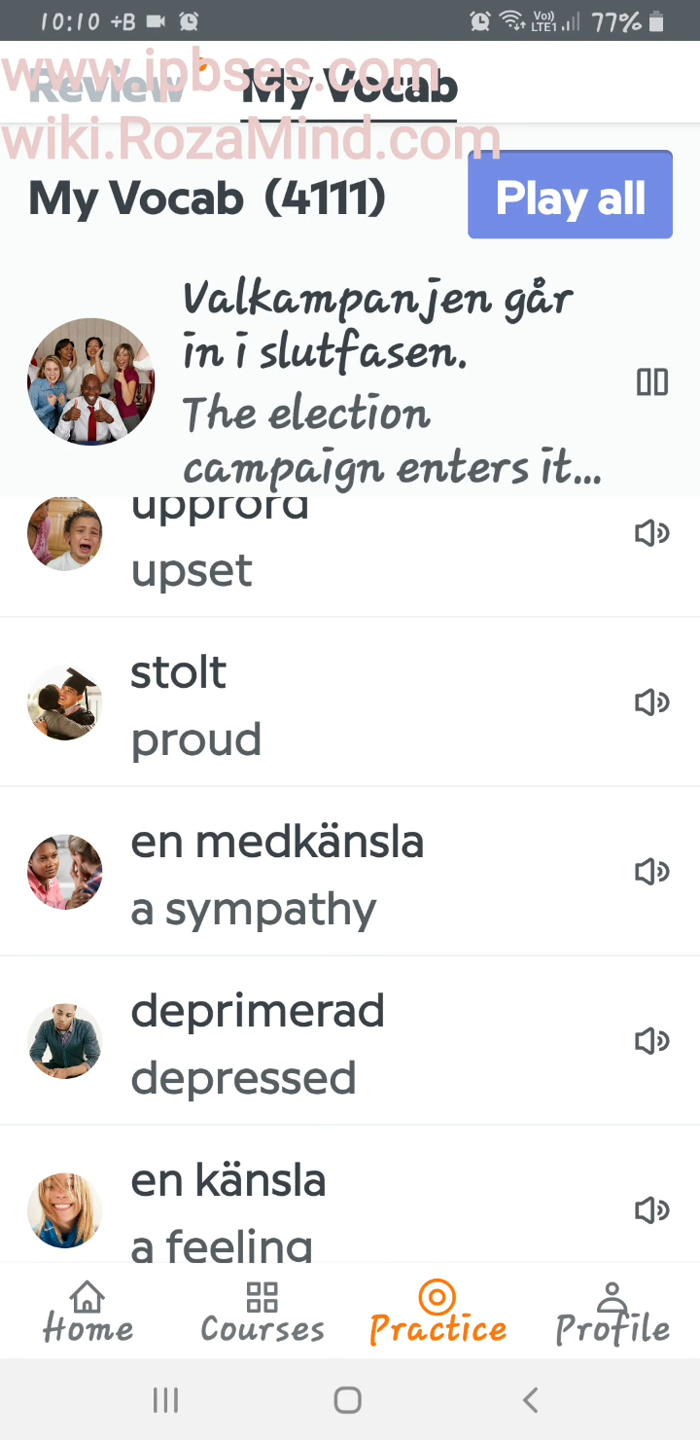 10:10 +B Vo)) LTE1 77%
www.ipbses.com
Review My Vocab
wiki.RozaMind.com
My Vocab (4111) Play all
Valkampanjen går
in i slutfasen.
The election
campaign enters it...
upprörd
upset
stolt
proud
en medkänsla
a sympathy
deprimerad
depressed
en känsla
a feeling
Home Courses Practice Profile